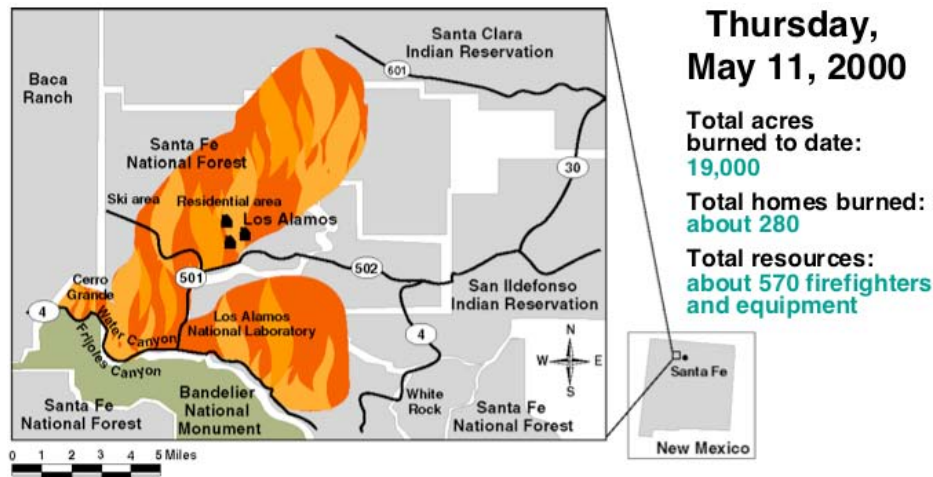 Thursday,
May 11, 2000
Total acres
burned to date:
19,000
Total homes burned:
about 280
Total resources:
about 570 firefighters
and equipment
Santa Clara
Indian Reservation
601
Baca
Ranch
Santa Fe
National Forest
30
Ski area
Residential area
Los Alamos
501
502
Cerro
Grande
San Ildefonso
Indian Reservation
4
Water Canyon
Los Alamos
National Laboratory
4
Frijoles Canyon
N
W E
S
Bandelier
National
Monument
White
Rock
Santa Fe
National Forest
Santa Fe
National Forest
Santa Fe
New Mexico
0 1 2 3 4 5 Miles